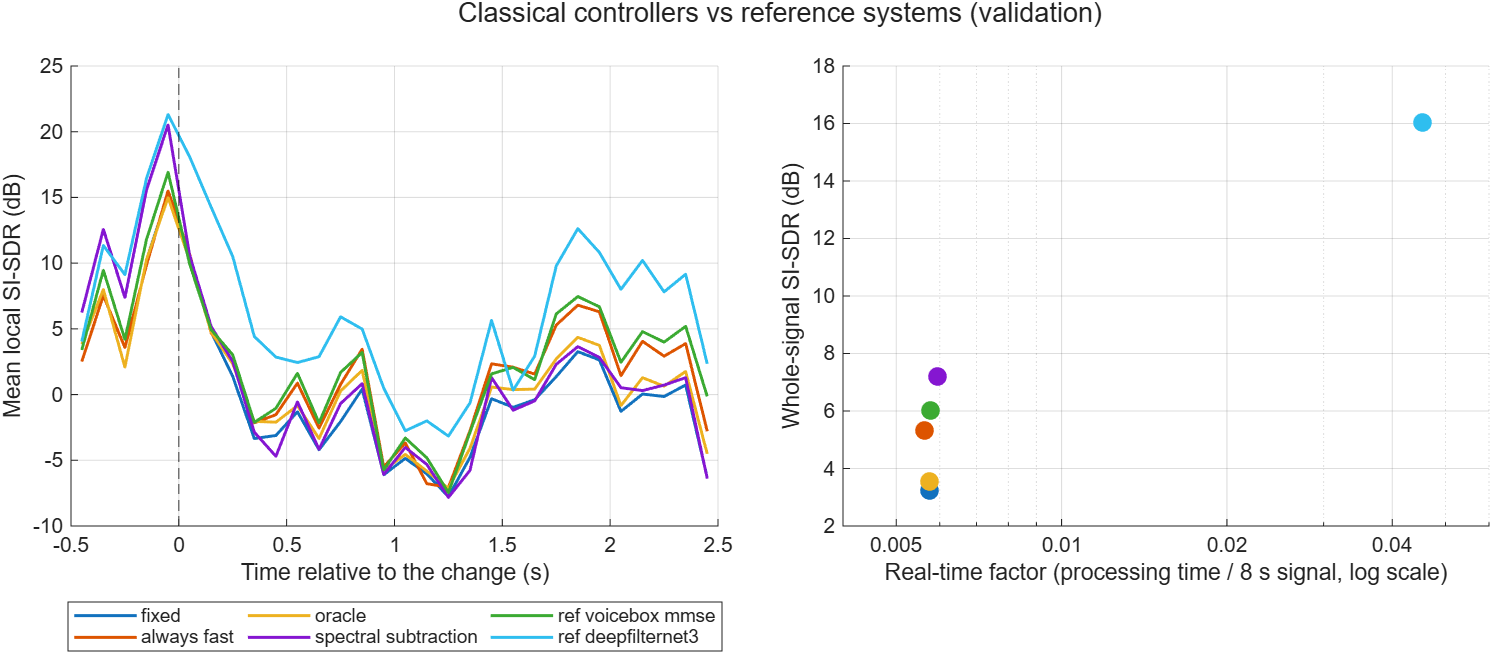 Classical controllers vs reference systems (validation)
25
20
15
10
5
0
-5
-10
-0.5 0 0.5 1 1.5 2 2.5
Mean local SI-SDR (dB)
Time relative to the change (s)
fixed oracle ref voicebox mmse
always fast spectral subtraction ref deepfilternet3
18
16
14
12
10
8
6
4
2
0.005 0.01 0.02 0.04
Whole-signal SI-SDR (dB)
Real-time factor (processing time / 8 s signal, log scale)